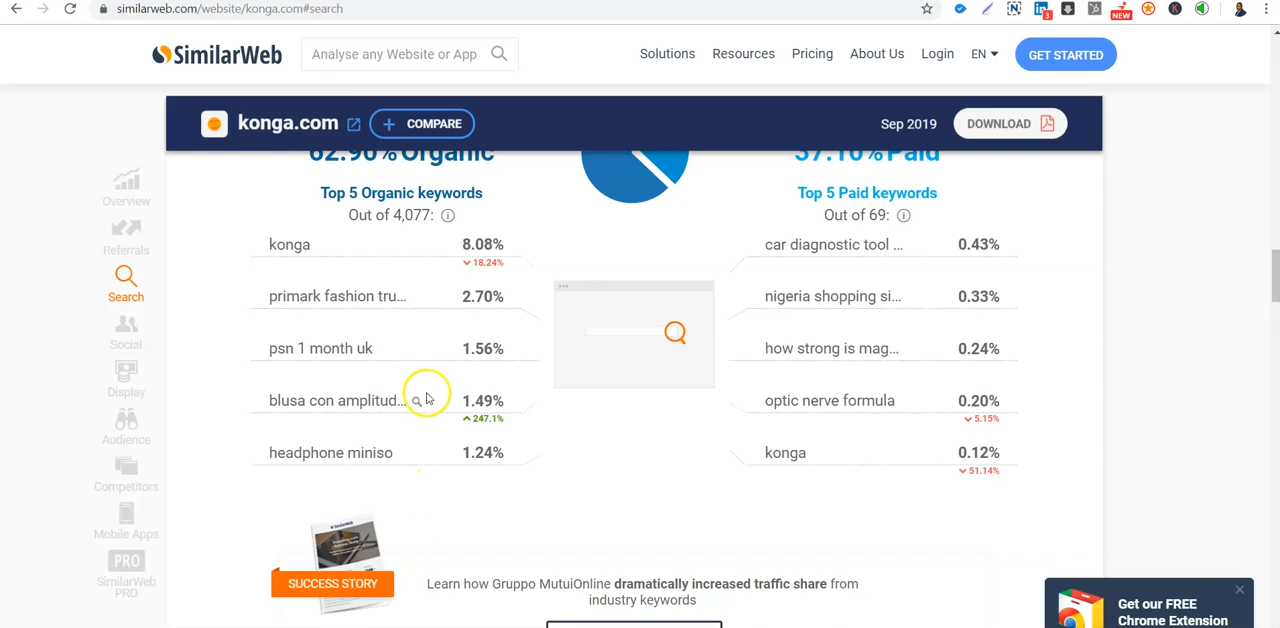 similarweb.com/website/konga.com#search
3
NEW
SimilarWeb
Analyse any Website or App
Solutions
Resources
Pricing
About Us
Login
EN
GET STARTED
konga.com
+ COMPARE
Sep 2019
DOWNLOAD
62.90% Organic
37.10% Paid
Overview
Referrals
Search
Social
Display
Audience
Competitors
Mobile Apps
PRO
SimilarWeb
PRO
Top 5 Organic keywords
Out of 4,077:
konga 8.08%
18.24%
primark fashion tru... 2.70%
psn 1 month uk 1.56%
blusa con amplitud... 1.49%
247.1%
headphone miniso 1.24%
Top 5 Paid keywords
Out of 69:
car diagnostic tool ... 0.43%
nigeria shopping si... 0.33%
how strong is mag... 0.24%
optic nerve formula 0.20%
5.15%
konga 0.12%
51.14%
SUCCESS STORY
Learn how Gruppo MutuiOnline dramatically increased traffic share from
industry keywords
Get our FREE
Chrome Extension